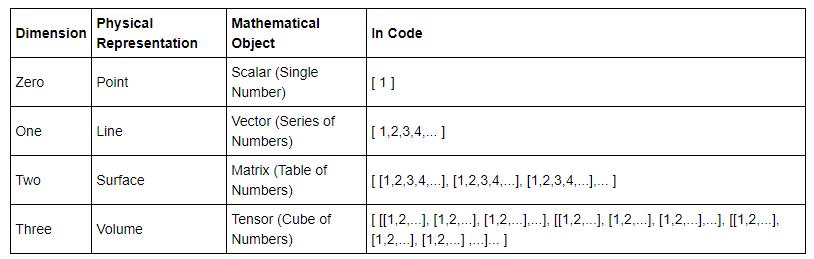 Dimension
Physical
Representation
Mathematical
Object
In Code
Zero
Point
Scalar (Single
Number)
[ 1 ]
One
Line
Vector (Series of
Numbers)
[ 1,2,3,4,... ]
Two
Surface
Matrix (Table of
Numbers)
[ [1,2,3,4,...], [1,2,3,4,...], [1,2,3,4,...],... ]
Three
Volume
Tensor (Cube of
Numbers)
[ [[1,2,...], [1,2,...], [1,2,...],...], [[1,2,...], [1,2,...], [1,2,...],...], [[1,2,...],
[1,2,...], [1,2,...] ,...]... ]